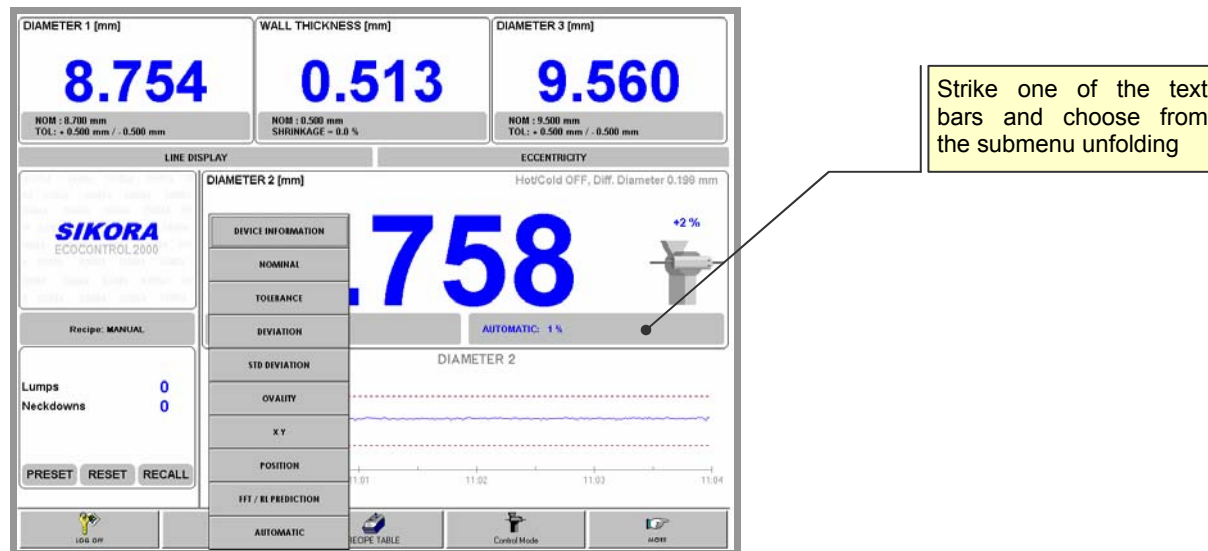 DIAMETER 1 [mm]
WALL THICKNESS [mm]
DIAMETER 3 [mm]
8.754
0.513
9.560
NOM : 8.700 mm
TOL: + 0.500 mm / - 0.500 mm
NOM : 0.500 mm
SHRINKAGE = 0.0 %
NOM : 9.500 mm
TOL: + 0.500 mm / - 0.500 mm
LINE DISPLAY
ECCENTRICITY
Strike one of the text
bars and choose from
the submenu unfolding
DIAMETER 2 [mm]
Hot/Cold OFF, Diff. Diameter 0.198 mm
SIKORA
ECOCONTROL 2000
.758
+2 %
DEVICE INFORMATION
NOMINAL
TOLERANCE
DEVIATION
STD DEVIATION
OVALITY
X Y
POSITION
FFT / RL PREDICTION
AUTOMATIC
Recipe: MANUAL
AUTOMATIC: 1 %
DIAMETER 2
Lumps 0
Neckdowns 0
PRESET RESET RECALL
11:01 11:02 11:03 11:04
LOG OFF
TABLE
Control Mode
MORE